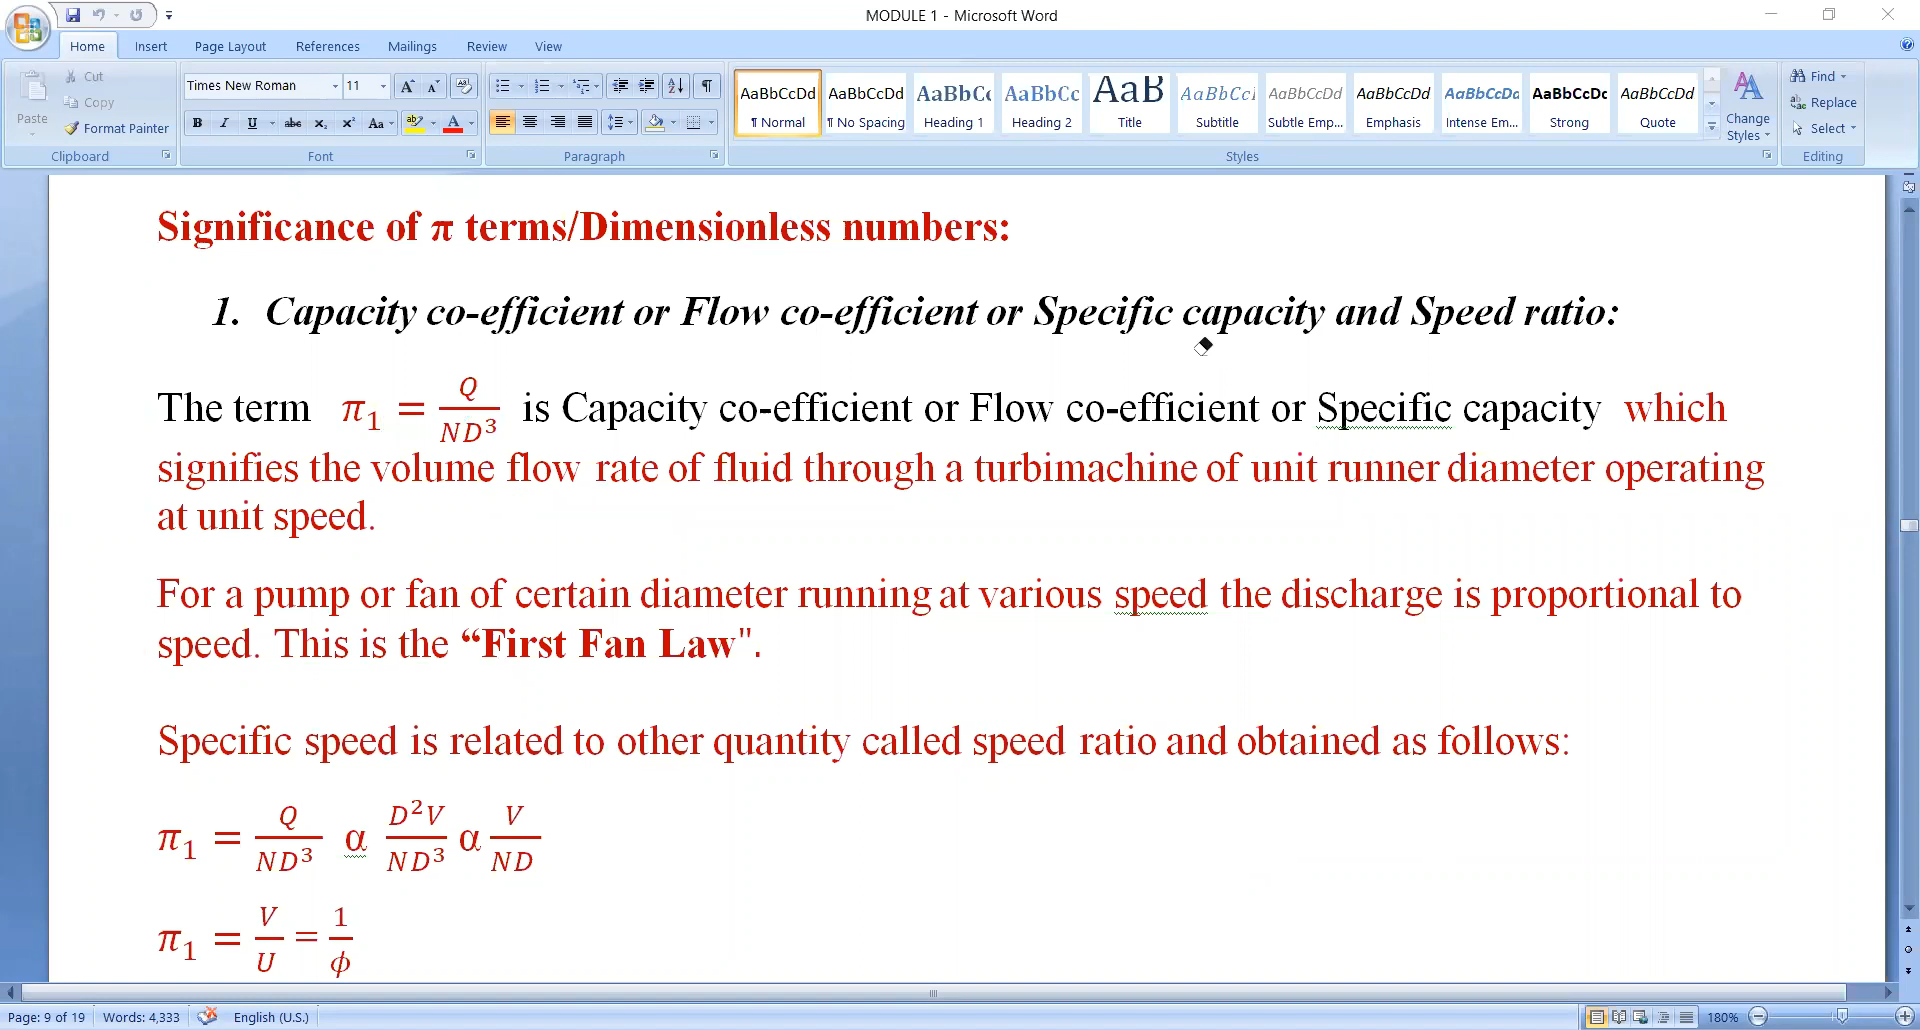 MODULE 1 - Microsoft Word
Home Insert Page Layout References Mailings Review View
Paste
Cut
Copy
Format Painter
Clipboard
Times New Roman 11
Font
Paragraph
AaBbCcDd AaBbCcDd AaBbCc AaBbCc AaB AaBbCcl AaBbCcDd AaBbCcDd AaBbCcDd AaBbCcDc AaBbCcDd
¶ Normal ¶ No Spacing Heading 1 Heading 2 Title Subtitle Subtle Emp... Emphasis Intense Em... Strong Quote
Change Styles
Styles
Find
Replace
Select
Editing
Significance of π terms/Dimensionless numbers:
1. Capacity co-efficient or Flow co-efficient or Specific capacity and Speed ratio:
The term π₁ = Q/ND³ is Capacity co-efficient or Flow co-efficient or Specific capacity which
signifies the volume flow rate of fluid through a turbimachine of unit runner diameter operating
at unit speed.
For a pump or fan of certain diameter running at various speed the discharge is proportional to
speed. This is the “First Fan Law".
Specific speed is related to other quantity called speed ratio and obtained as follows:
π₁ = Q/ND³ α D²V/ND³ α V/ND
π₁ = V/U = 1/ϕ
Page: 9 of 19 Words: 4,333 English (U.S.) 180%